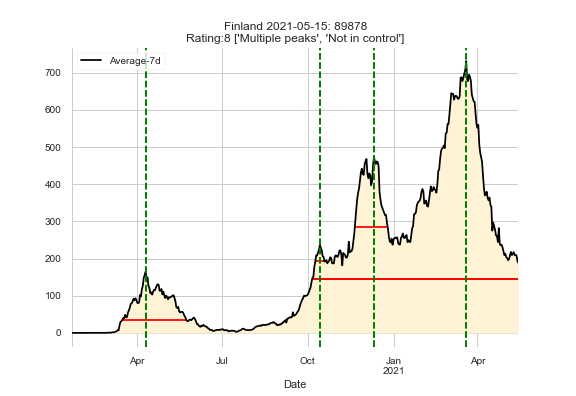 Finland 2021-05-15: 89878
Rating:8 ['Multiple peaks', 'Not in control']
Average-7d
700
600
500
400
300
200
100
0
Apr
Jul
Oct
Jan
2021
Apr
Date